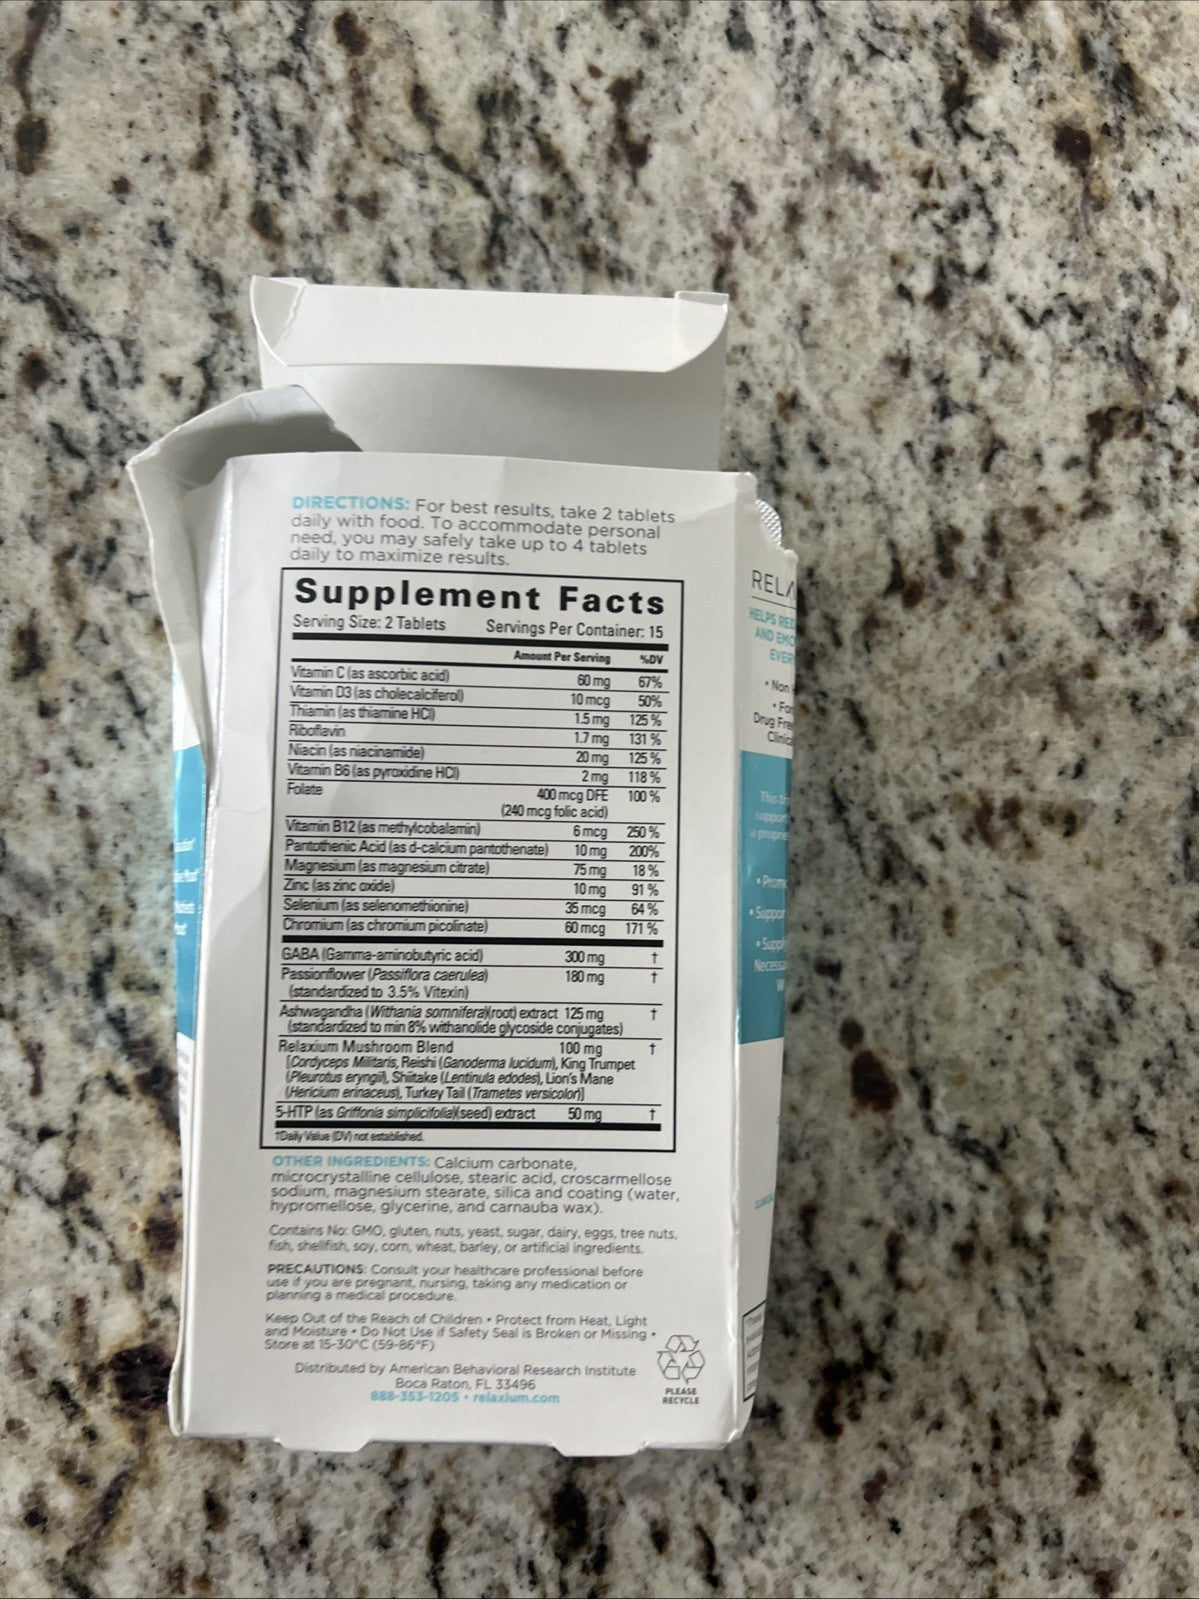 DIRECTIONS: For best results, take 2 tablets
daily with food. To accommodate personal
need, you may safely take up to 4 tablets
daily to maximize results.
Supplement Facts
Serving Size: 2 Tablets Servings Per Container: 15
Amount Per Serving %DV
Vitamin C (as ascorbic acid) 60 mg 67%
Vitamin D3 (as cholecalciferol) 10 mcg 50%
Thiamin (as thiamine HCl) 1.5 mg 125 %
Riboflavin 1.7 mg 131 %
Niacin (as niacinamide) 20 mg 125 %
Vitamin B6 (as pyroxidine HCl) 2 mg 118 %
Folate 400 mcg DFE 100 %
(240 mcg folic acid)
Vitamin B12 (as methylcobalamin) 6 mcg 250 %
Pantothenic Acid (as d-calcium pantothenate) 10 mg 200%
Magnesium (as magnesium citrate) 75 mg 18 %
Zinc (as zinc oxide) 10 mg 91 %
Selenium (as selenomethionine) 35 mcg 64 %
Chromium (as chromium picolinate) 60 mcg 171 %
GABA (Gamma-aminobutyric acid) 300 mg †
Passionflower (Passiflora caerulea) 180 mg †
(standardized to 3.5% Vitexin)
Ashwagandha (Withania somnifera)(root) extract 125 mg †
(standardized to min 8% withanolide glycoside conjugates)
Relaxium Mushroom Blend 100 mg †
[Cordyceps Militaris, Reishi (Ganoderma lucidum), King Trumpet
(Pleurotus eryngii), Shiitake (Lentinula edodes), Lion's Mane
(Hericium erinaceus), Turkey Tail (Trametes versicolor)]
5-HTP (as Griffonia simplicifolia)(seed) extract 50 mg †
†Daily Value (DV) not established.
OTHER INGREDIENTS: Calcium carbonate,
microcrystalline cellulose, stearic acid, croscarmellose
sodium, magnesium stearate, silica and coating (water,
hypromellose, glycerine, and carnauba wax).
Contains No: GMO, gluten, nuts, yeast, sugar, dairy, eggs, tree nuts,
fish, shellfish, soy, corn, wheat, barley, or artificial ingredients.
PRECAUTIONS: Consult your healthcare professional before
use if you are pregnant, nursing, taking any medication or
planning a medical procedure.
Keep Out of the Reach of Children • Protect from Heat, Light
and Moisture • Do Not Use if Safety Seal is Broken or Missing •
Store at 15-30°C (59-86°F)
Distributed by American Behavioral Research Institute
Boca Raton, FL 33496
888-353-1205 • relaxium.com
PLEASE
RECYCLE
HELPS
AND
• Non
Drug
This
a